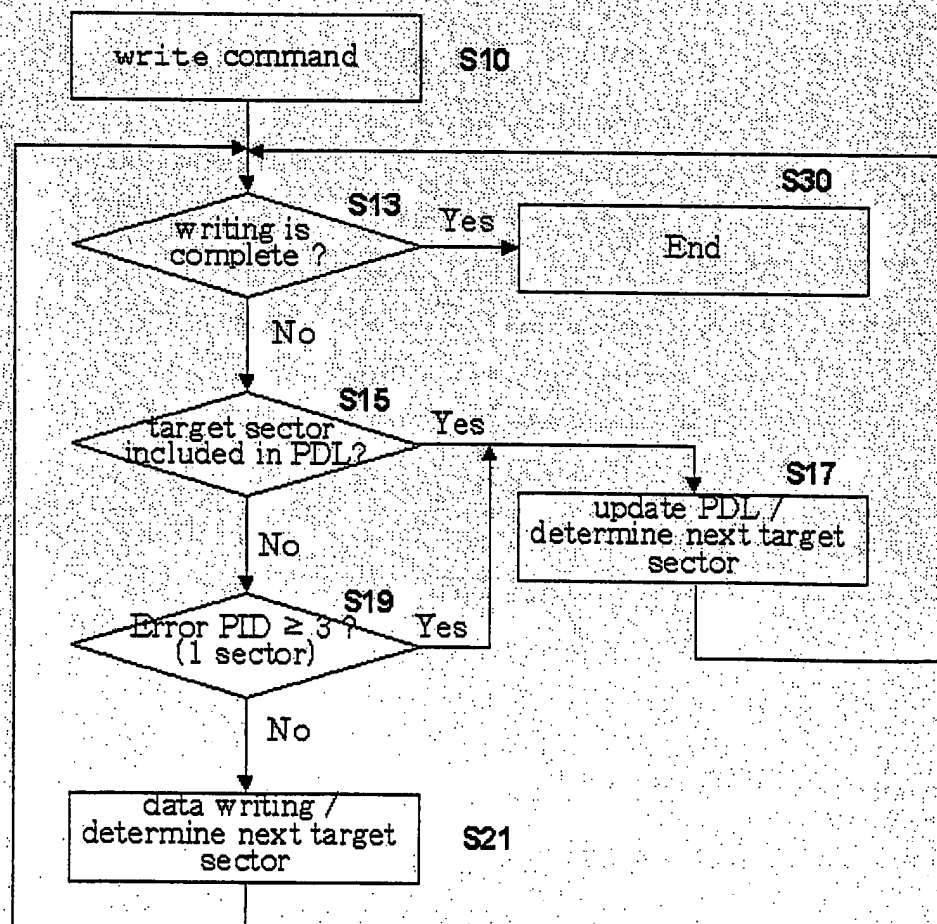 write command
S10
S13
writing is
complete ?
Yes
S30
End
No
S15
target sector
included in PDL?
Yes
S17
update PDL /
determine next target
sector
No
S19
Error PID ≥ 3 ?
(1 sector)
Yes
No
data writing /
determine next target
sector
S21